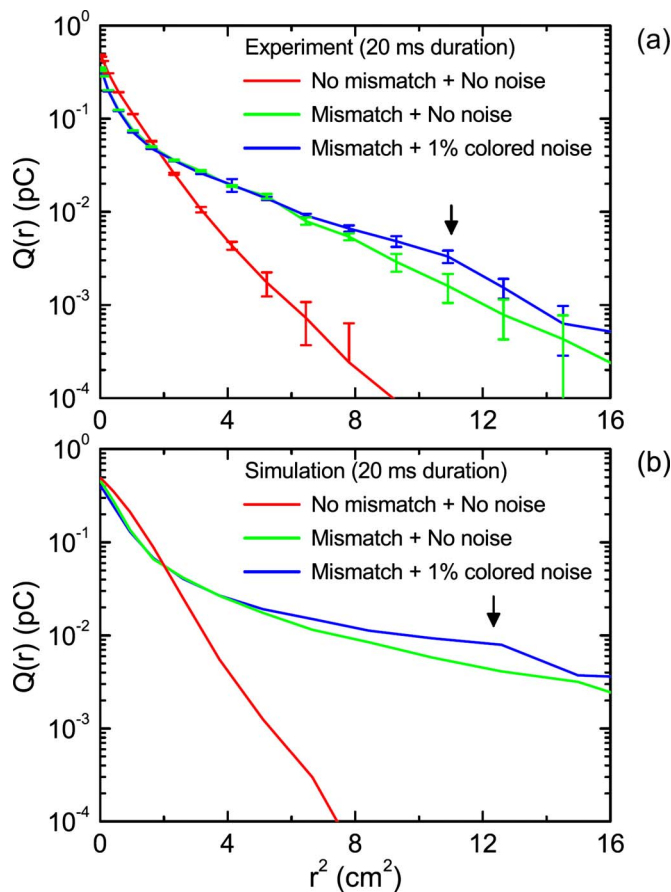 10^0
Experiment (20 ms duration)
(a)
No mismatch + No noise
Mismatch + No noise
Mismatch + 1% colored noise
10^-1
10^-2
10^-3
10^-4
Q(r) (pC)
0 4 8 12 16
10^0
Simulation (20 ms duration)
(b)
No mismatch + No noise
Mismatch + No noise
Mismatch + 1% colored noise
10^-1
10^-2
10^-3
10^-4
Q(r) (pC)
0 4 8 12 16
r^2 (cm^2)